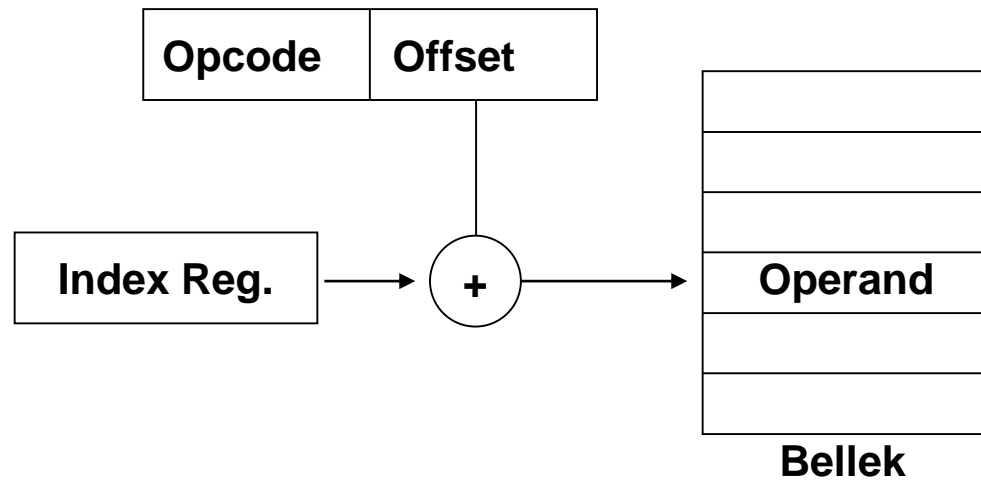 Opcode Offset
Index Reg.
+
Operand
Bellek